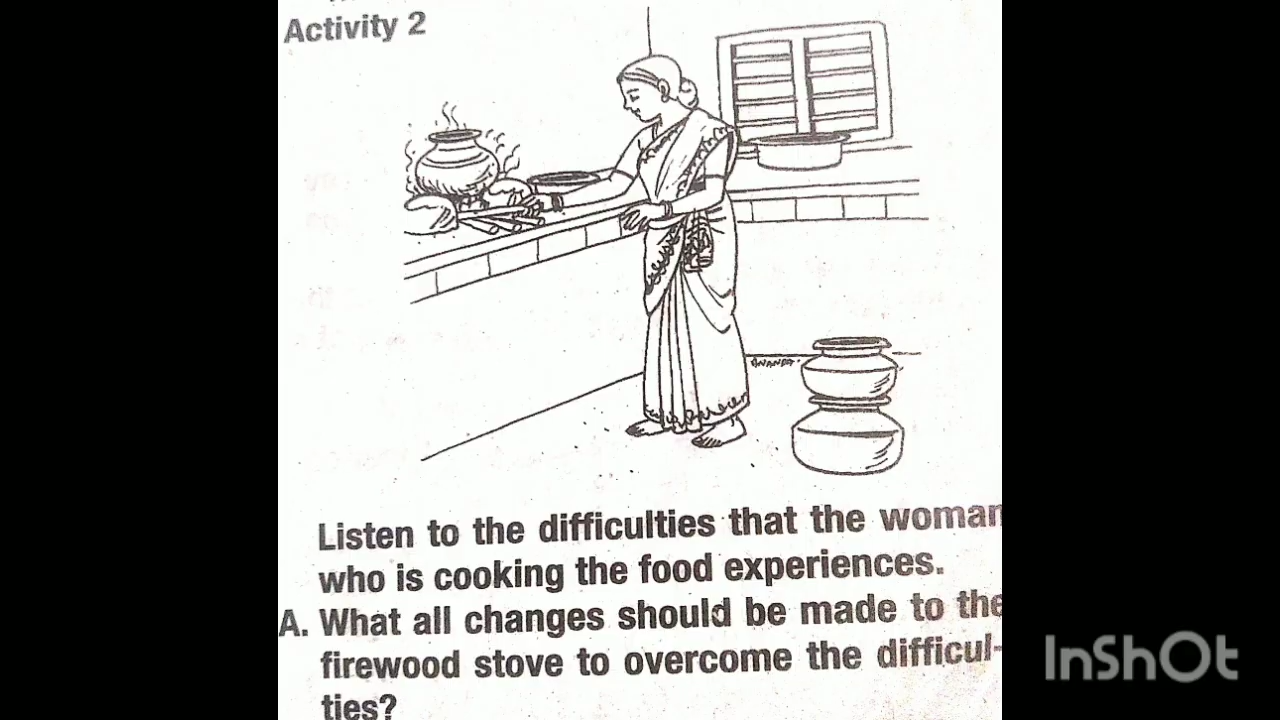 Activity 2
ANANDA.
Listen to the difficulties that the woman
who is cooking the food experiences.
A. What all changes should be made to the
firewood stove to overcome the difficul-
ties?
InShOt